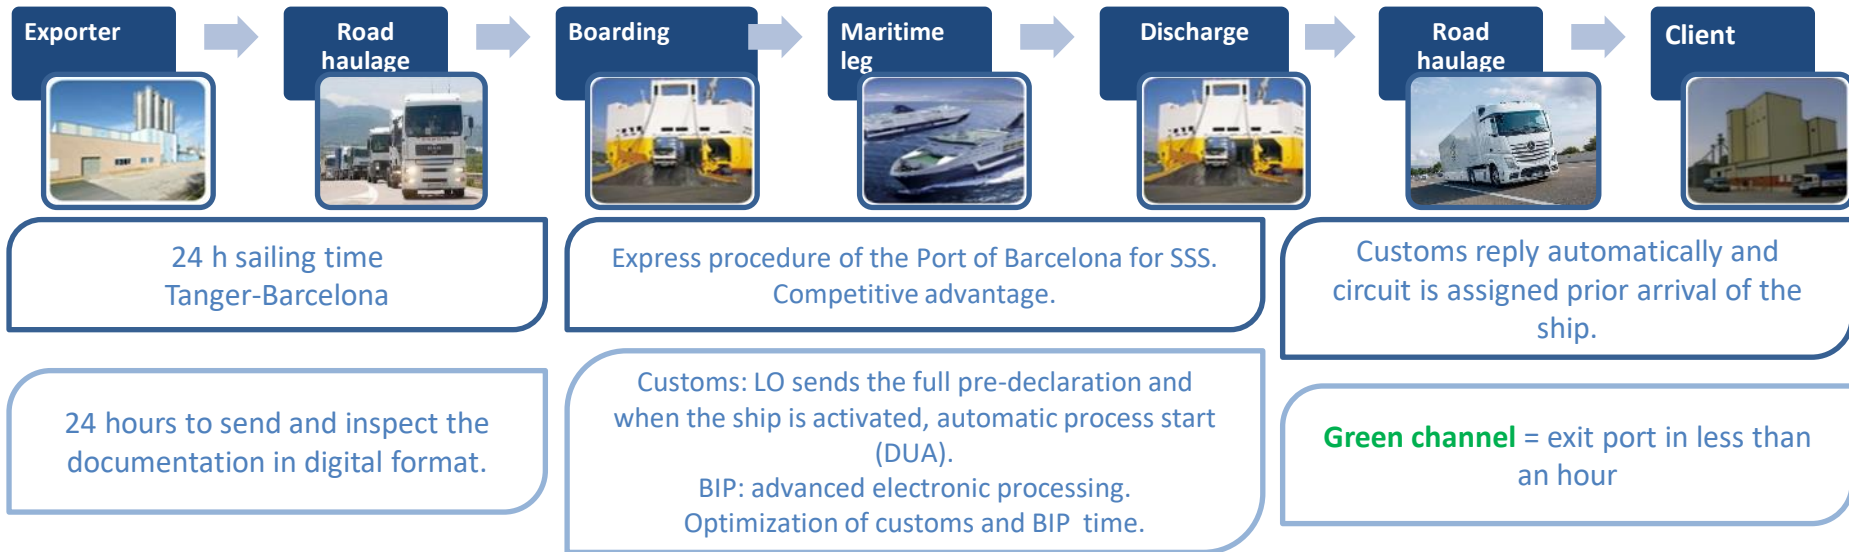 Exporter
Road
haulage
Boarding
Maritime
leg
Discharge
Road
haulage
Client
24 h sailing time
Tanger-Barcelona
Express procedure of the Port of Barcelona for SSS.
Competitive advantage.
Customs reply automatically and
circuit is assigned prior arrival of the
ship.
24 hours to send and inspect the
documentation in digital format.
Customs: LO sends the full pre-declaration and
when the ship is activated, automatic process start
(DUA).
BIP: advanced electronic processing.
Optimization of customs and BIP time.
Green channel = exit port in less than
an hour